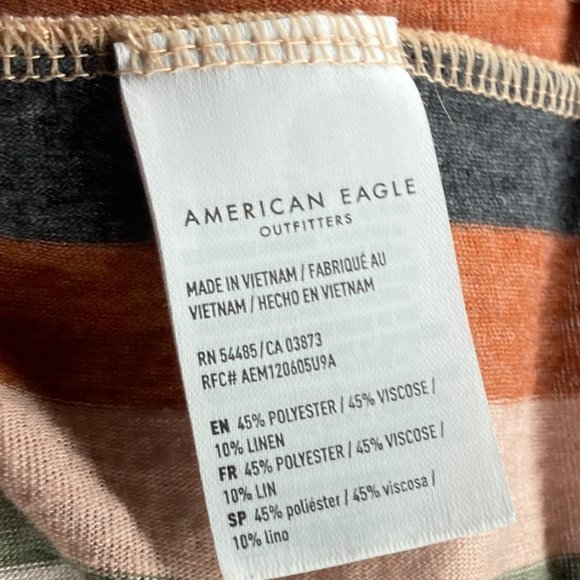 AMERICAN EAGLE
OUTFITTERS
MADE IN VIETNAM / FABRIQUÉ AU
VIETNAM / HECHO EN VIETNAM
RN 54485/CA 03873
RFC# AEM120605U9A
EN 45% POLYESTER / 45% VISCOSE /
10% LINEN
FR 45% POLYESTER / 45% VISCOSE /
10% LIN
SP 45% poliéster / 45% viscosa /
10% lino